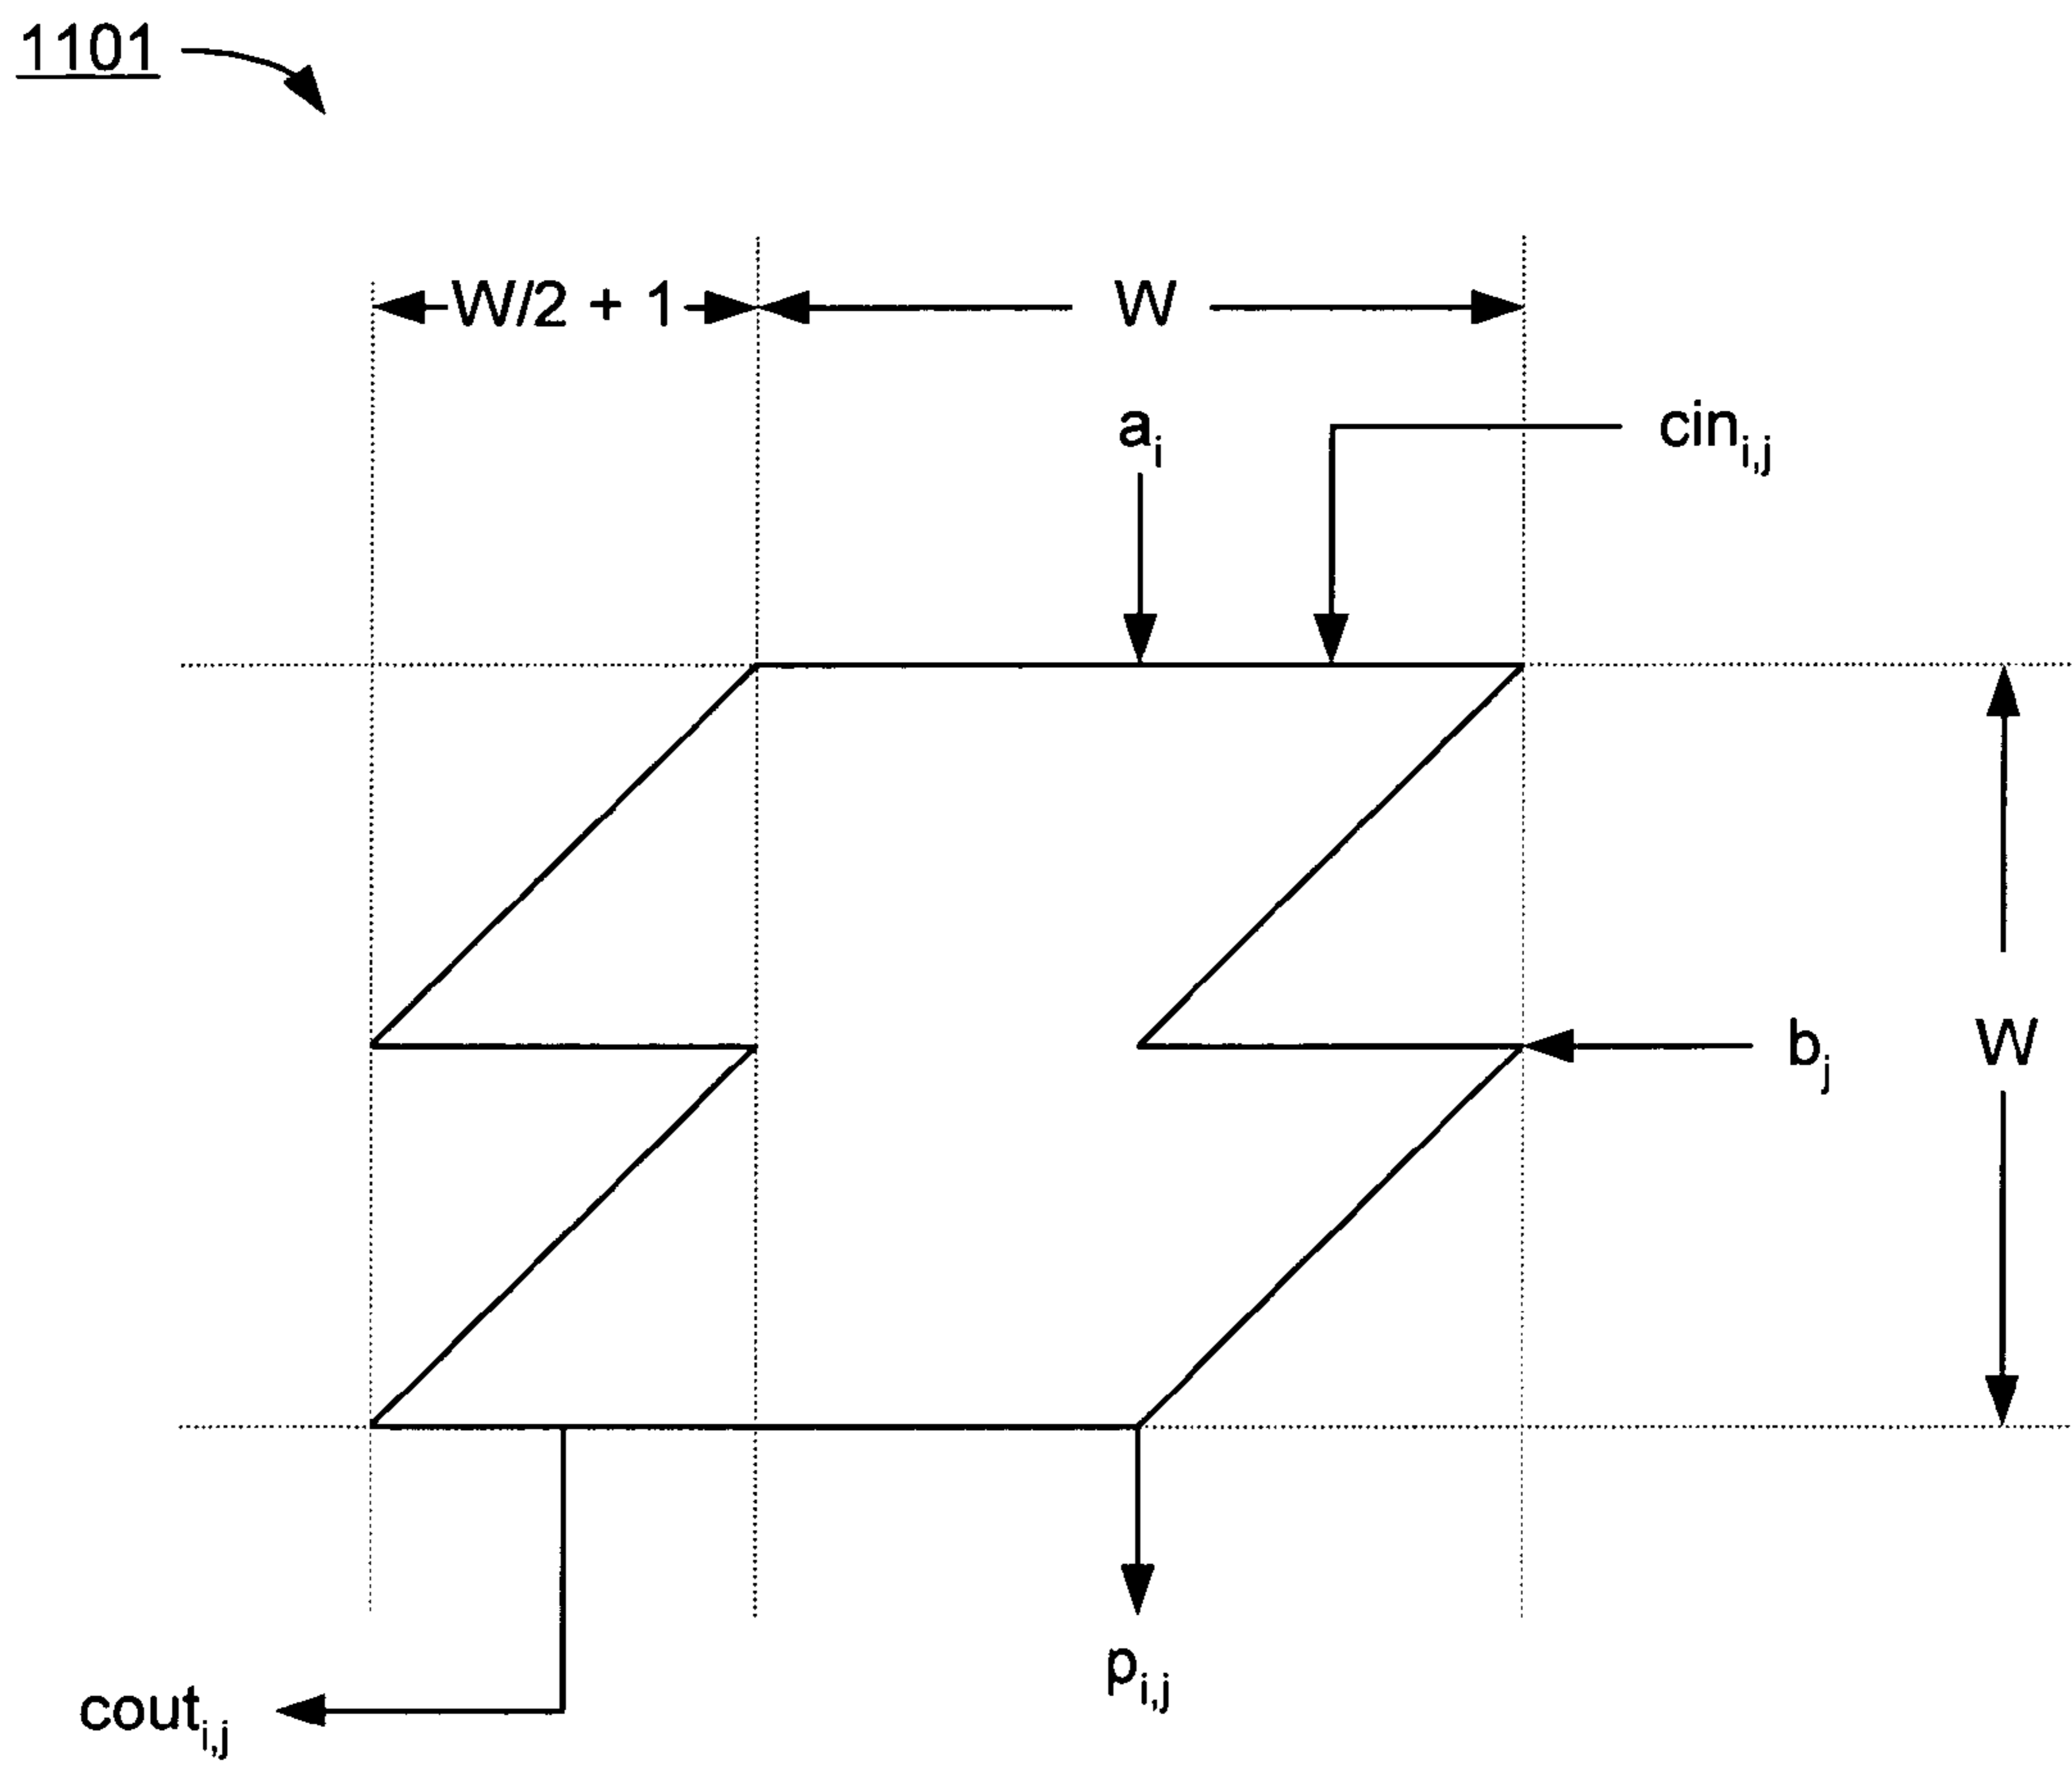 1101
W/2 + 1
W
a_i
cin_i,j
b_j
W
p_i,j
cout_i,j